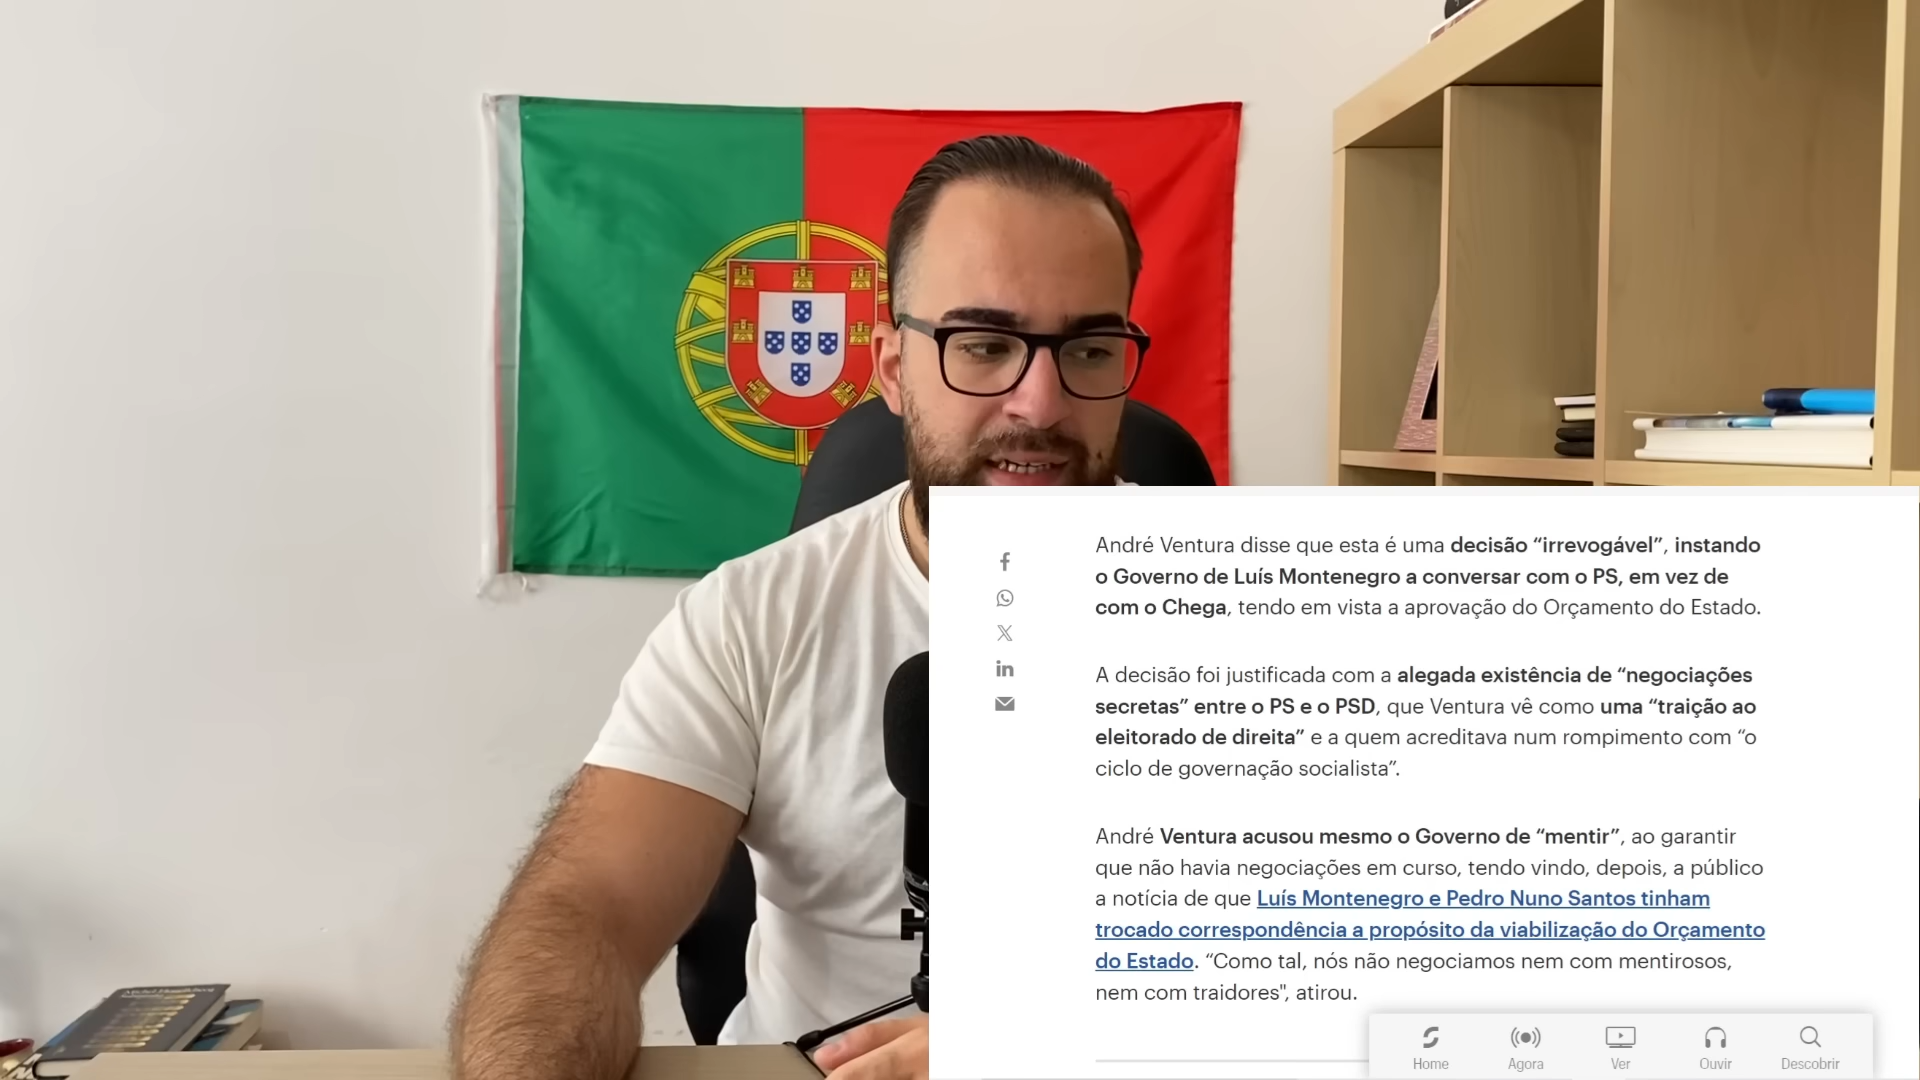 André Ventura disse que esta é uma decisão “irrevogável”, instando
o Governo de Luís Montenegro a conversar com o PS, em vez de
com o Chega, tendo em vista a aprovação do Orçamento do Estado.
A decisão foi justificada com a alegada existência de “negociações
secretas” entre o PS e o PSD, que Ventura vê como uma “traição ao
eleitorado de direita” e a quem acreditava num rompimento com “o
ciclo de governação socialista”.
André Ventura acusou mesmo o Governo de “mentir”, ao garantir
que não havia negociações em curso, tendo vindo, depois, a público
a notícia de que Luís Montenegro e Pedro Nuno Santos tinham
trocado correspondência a propósito da viabilização do Orçamento
do Estado. “Como tal, nós não negociamos nem com mentirosos,
nem com traidores", atirou.
Home Agora Ver Ouvir Descobrir